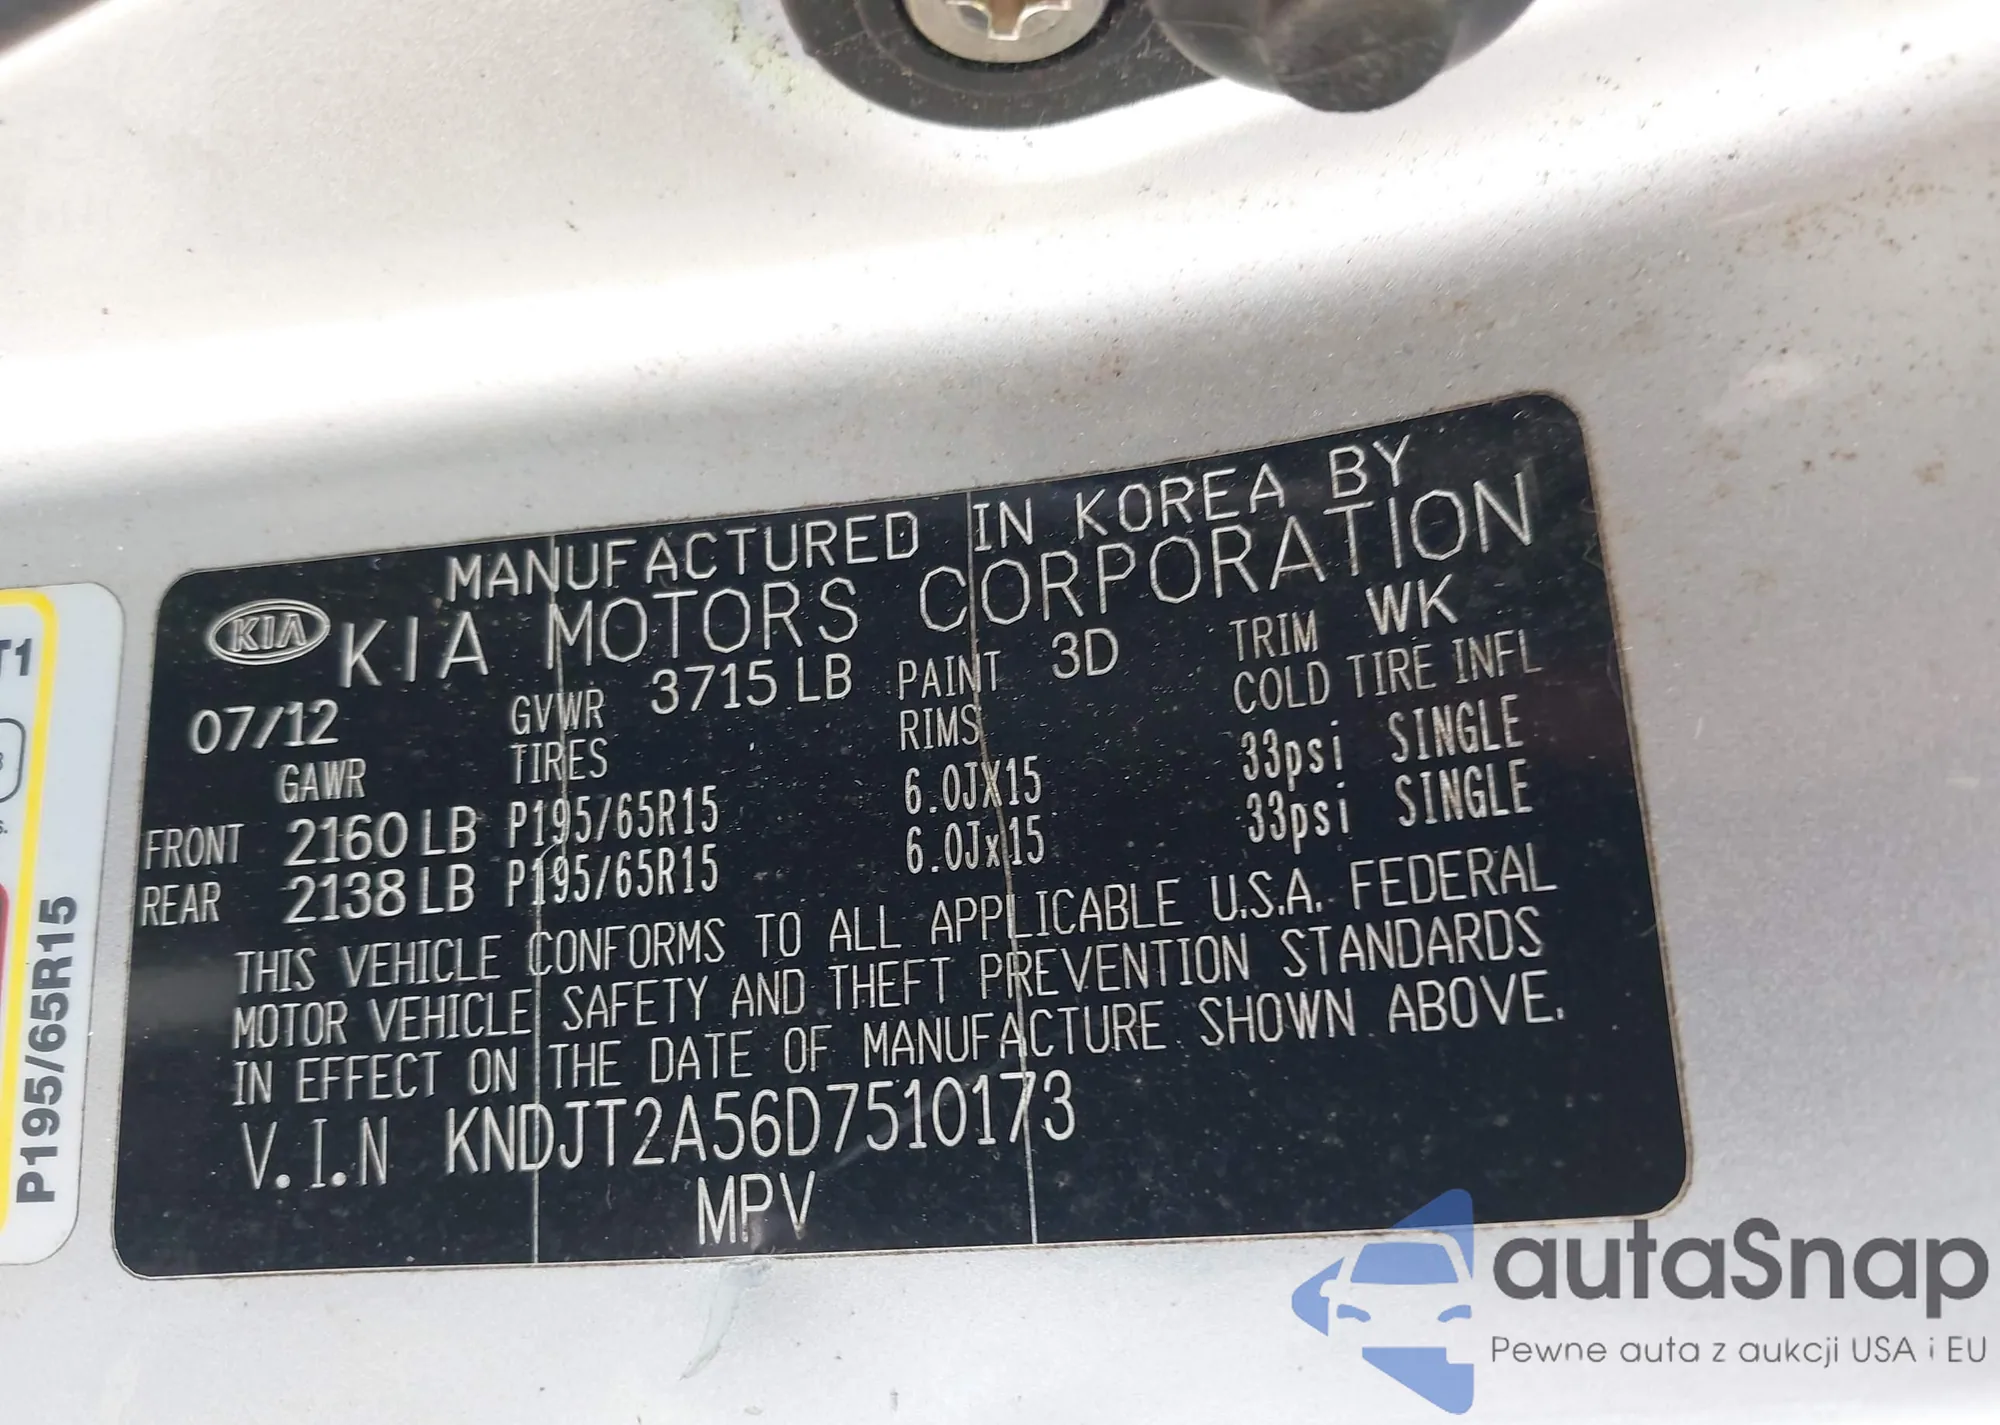 MANUFACTURED IN KOREA BY
KIA KIA MOTORS CORPORATION
07/12 GVWR 3715 LB PAINT 3D TRIM WK
GAWR TIRES RIMS COLD TIRE INFL
FRONT 2160 LB P195/65R15 6.0JX15 33psi SINGLE
REAR 2138 LB P195/65R15 6.0Jx15 33psi SINGLE
THIS VEHICLE CONFORMS TO ALL APPLICABLE U.S.A. FEDERAL
MOTOR VEHICLE SAFETY AND THEFT PREVENTION STANDARDS
IN EFFECT ON THE DATE OF MANUFACTURE SHOWN ABOVE.
V.I.N KNDJT2A56D7510173
MPV
P195/65R15
autaSnap
Pewne auta z aukcji USA i EU